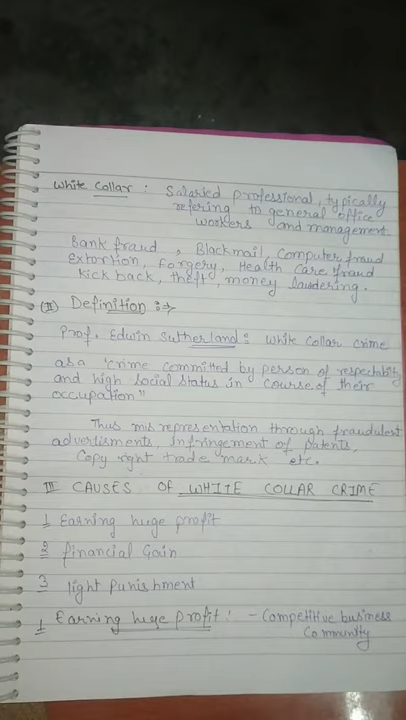 White Collar : Salaried professional, typically
refering to general office
workers and management.
Bank fraud , Blackmail, Computer fraud
Extortion, Forgery, Health Care fraud
Kick back, theft, money laudering.
(II) Definition :→
Prof. Edwin Sutherland : White Collar crime
as a "crime committed by person of respectability
and high social status in course of their
occupation"
Thus misrepresentation through fraudulent
advertisments, Infringement of patents,
Copy right trade mark etc.
III CAUSES OF WHITE COLLAR CRIME
1 Earning huge profit
2 financial Gain
3 light Punishment
1 Earning huge profit : - Competitive business
Community